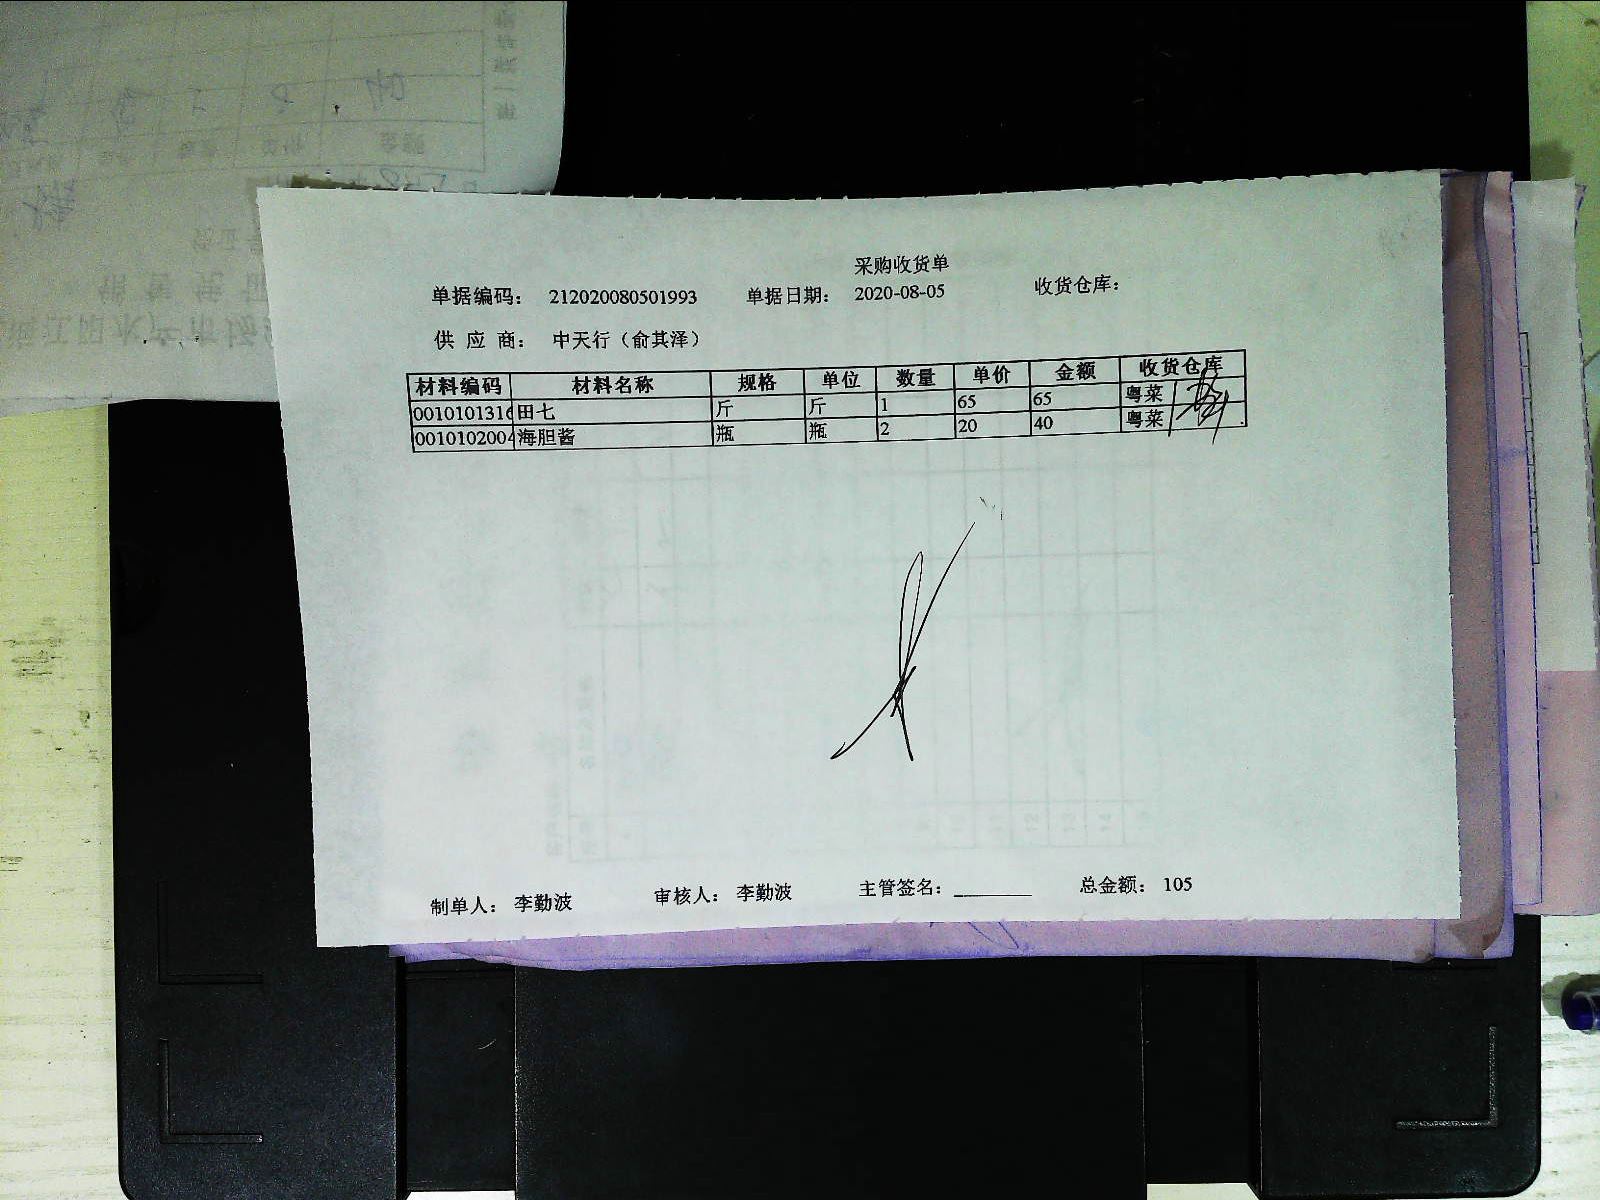 采购收货单
单据编码： 212020080501993 单据日期： 2020-08-05 收货仓库：
供 应 商： 中天行（俞其泽）
材料编码 材料名称 规格 单位 数量 单价 金额 收货仓库
0010101316 田七 斤 斤 1 65 65 粤菜
0010102004 海胆酱 瓶 瓶 2 20 40 粤菜
制单人： 李勤波 审核人： 李勤波 主管签名： 总金额： 105